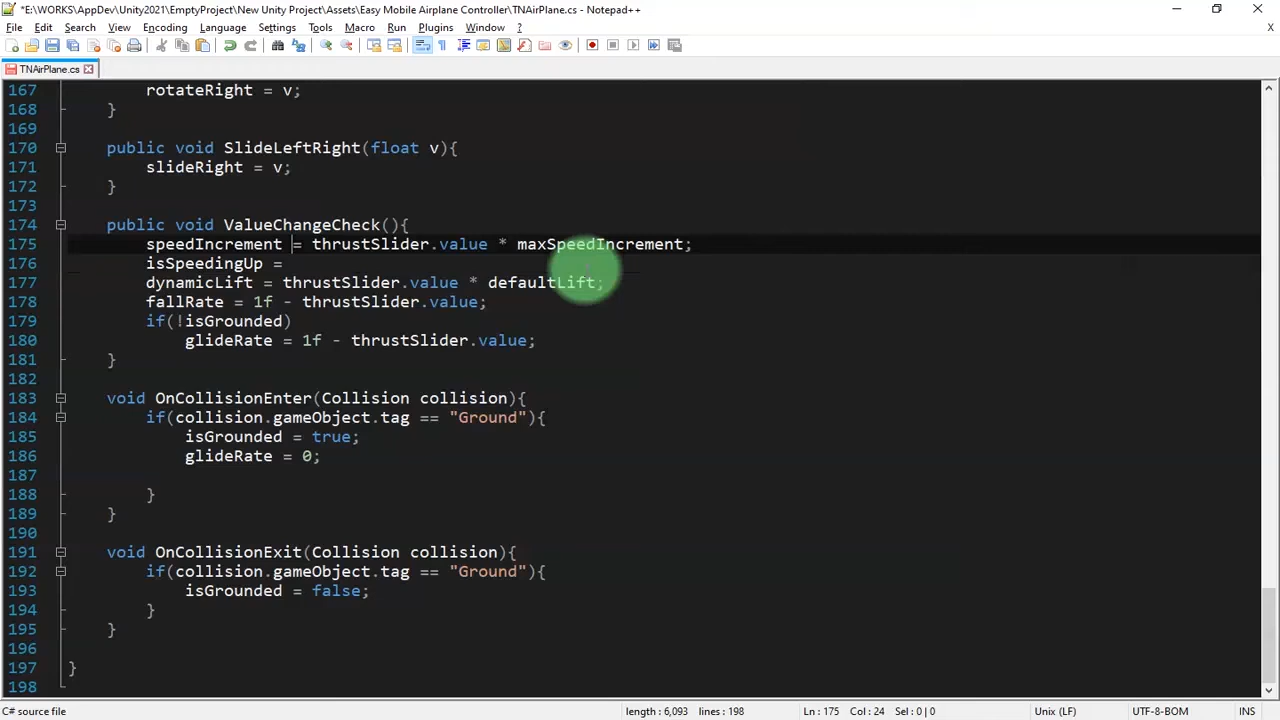 *E:\WORKS\AppDev\Unity2021\EmptyProject\New Unity Project\Assets\Easy Mobile Airplane Controller\TNAirPlane.cs - Notepad++
File Edit Search View Encoding Language Settings Tools Macro Run Plugins Window ? X
TNAirPlane.cs
167 rotateRight = v;
168 }
169
170 public void SlideLeftRight(float v){
171 slideRight = v;
172 }
173
174 public void ValueChangeCheck(){
175 speedIncrement = thrustSlider.value * maxSpeedIncrement;
176 isSpeedingUp =
177 dynamicLift = thrustSlider.value * defaultLift;
178 fallRate = 1f - thrustSlider.value;
179 if(!isGrounded)
180 glideRate = 1f - thrustSlider.value;
181 }
182
183 void OnCollisionEnter(Collision collision){
184 if(collision.gameObject.tag == "Ground"){
185 isGrounded = true;
186 glideRate = 0;
187
188 }
189 }
190
191 void OnCollisionExit(Collision collision){
192 if(collision.gameObject.tag == "Ground"){
193 isGrounded = false;
194 }
195 }
196
197 }
198
C# source file length : 6,093 lines : 198 Ln : 175 Col : 24 Sel : 0 | 0 Unix (LF) UTF-8-BOM INS